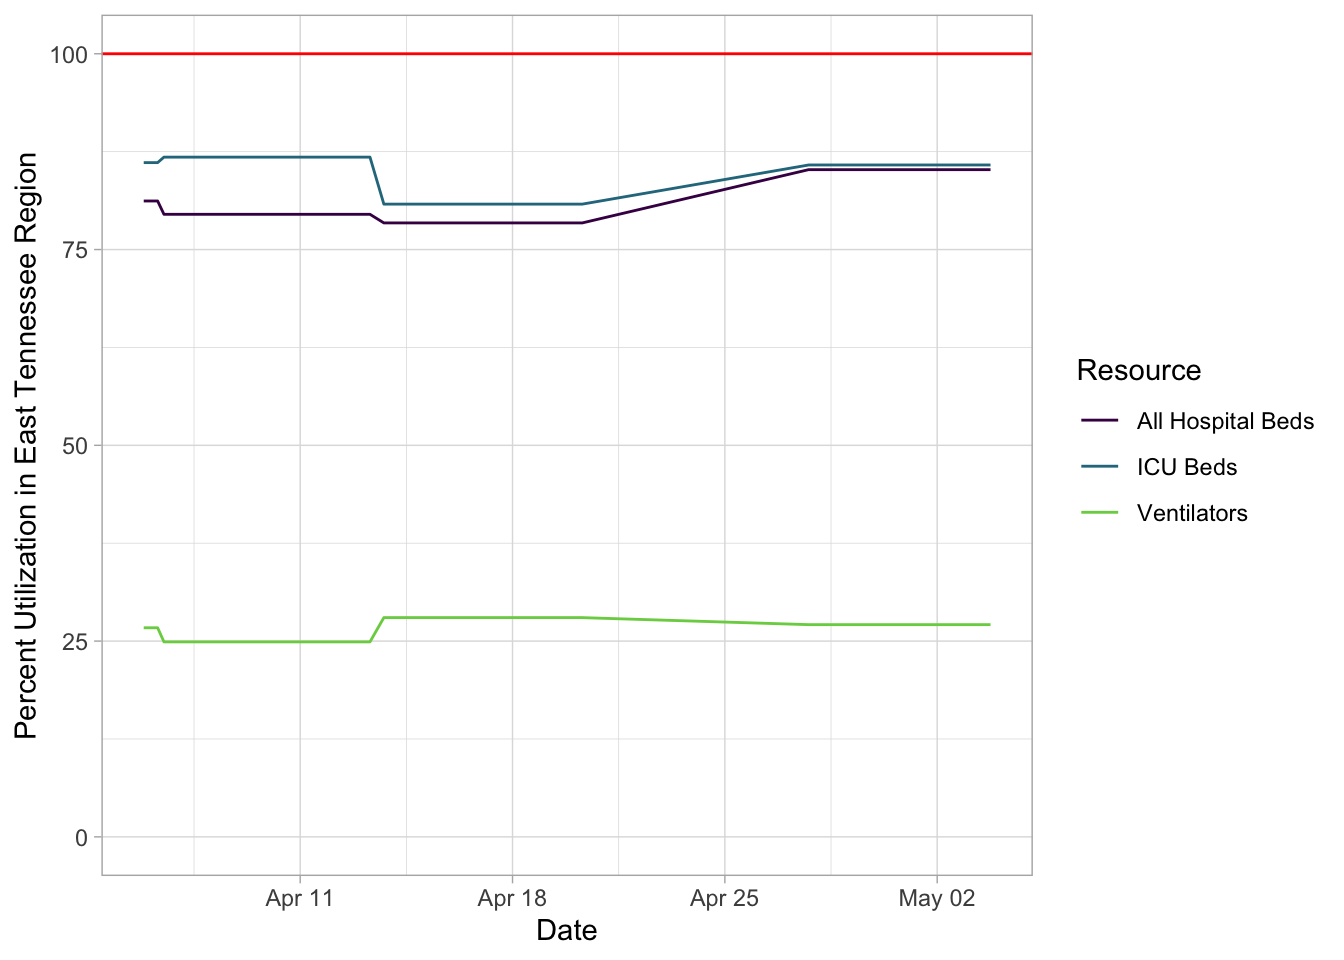 Percent Utilization in East Tennessee Region
100
75
50
25
0
Apr 11
Apr 18
Apr 25
May 02
Date
Resource
All Hospital Beds
ICU Beds
Ventilators